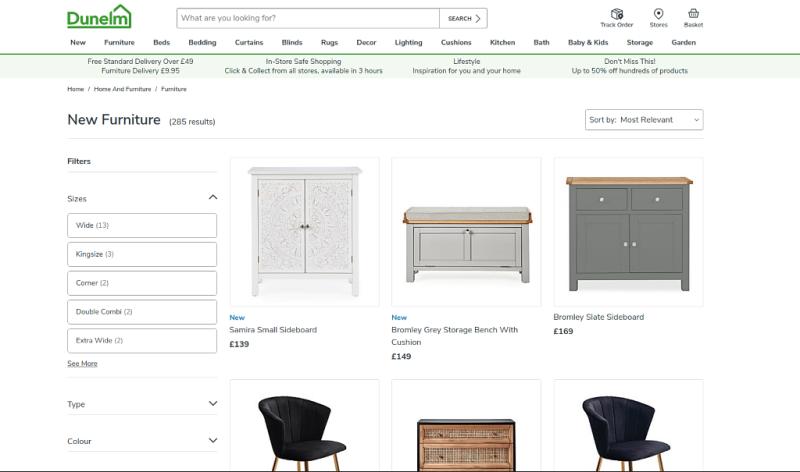 Dunelm
What are you looking for?
SEARCH
Track Order
Stores
Basket
New Furniture Beds Bedding Curtains Blinds Rugs Decor Lighting Cushions Kitchen Bath Baby & Kids Storage Garden
Free Standard Delivery Over £49
Furniture Delivery £9.95
In-Store Safe Shopping
Click & Collect from all stores, available in 3 hours
Lifestyle
Inspiration for you and your home
Don't Miss This!
Up to 50% off hundreds of products
Home / Home And Furniture / Furniture
New Furniture (285 results)
Sort by: Most Relevant
Filters
Sizes
Wide (13)
Kingsize (3)
Corner (2)
Double Combi (2)
Extra Wide (2)
See More
Type
Colour
New
Samira Small Sideboard
£139
New
Bromley Grey Storage Bench With
Cushion
£149
Bromley Slate Sideboard
£169